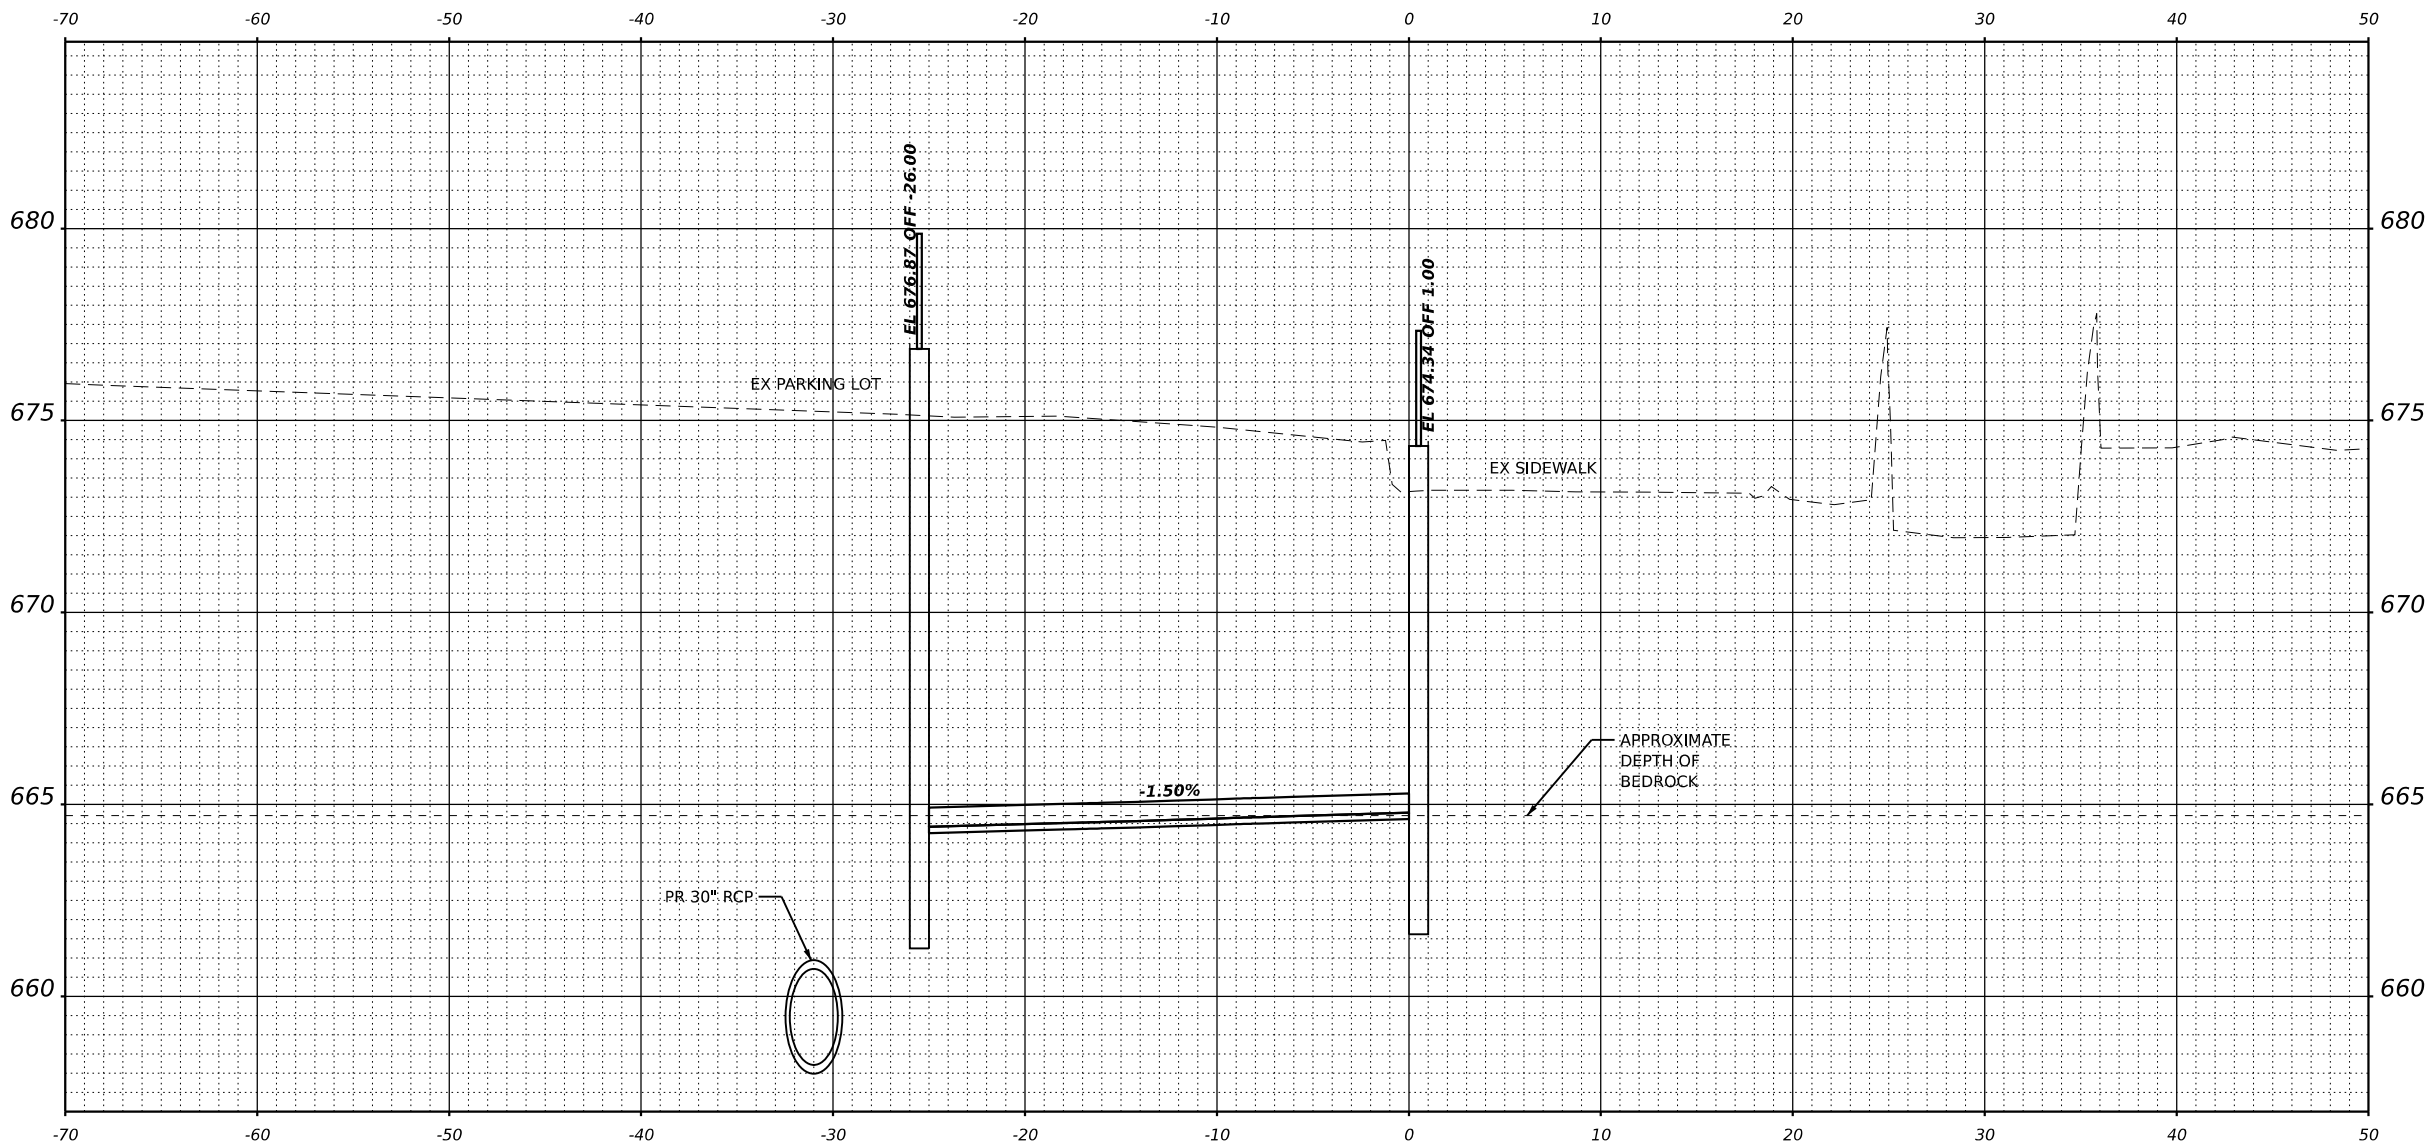 -70 -60 -50 -40 -30 -20 -10 0 10 20 30 40 50
EL 676.87 OFF -26.00
680 680
EL 674.34 OFF 1.00
EX PARKING LOT
675 675
EX SIDEWALK
670 670
APPROXIMATE
DEPTH OF
BEDROCK
-1.50%
665 665
PR 30" RCP
660 660
-70 -60 -50 -40 -30 -20 -10 0 10 20 30 40 50